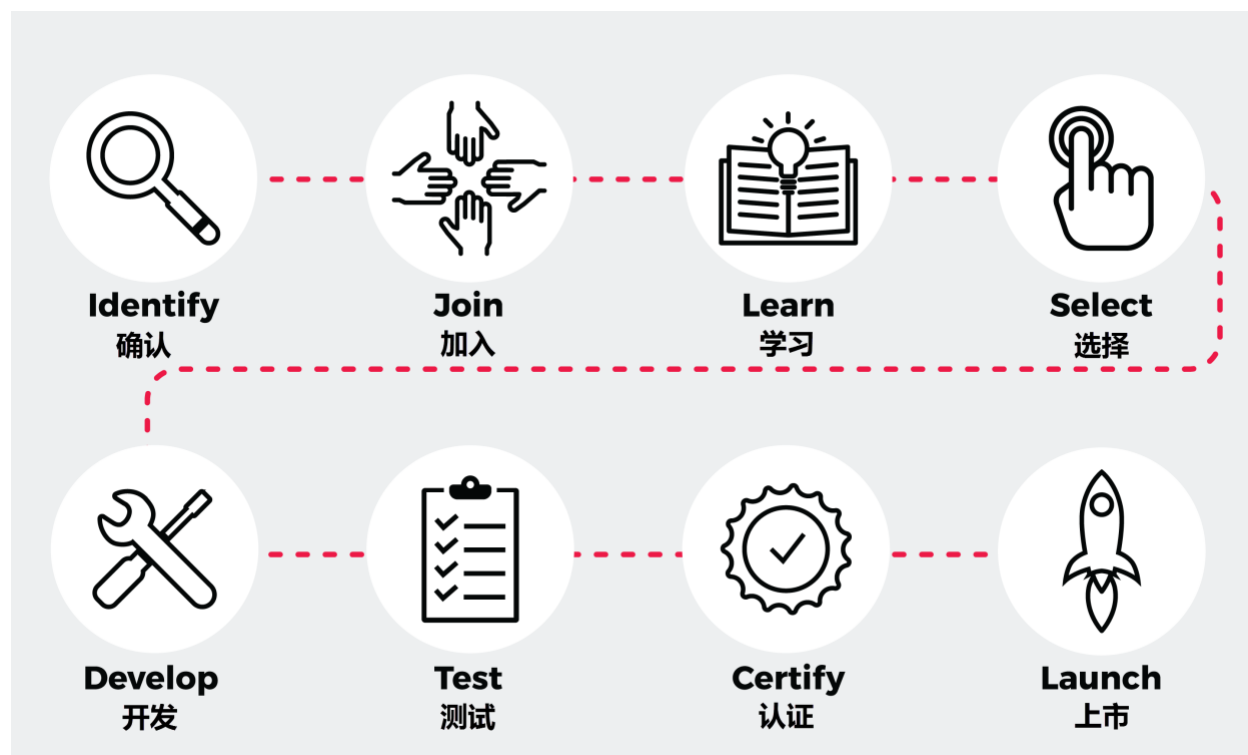 Identify
确认
Join
加入
Learn
学习
Select
选择
Develop
开发
Test
测试
Certify
认证
Launch
上市